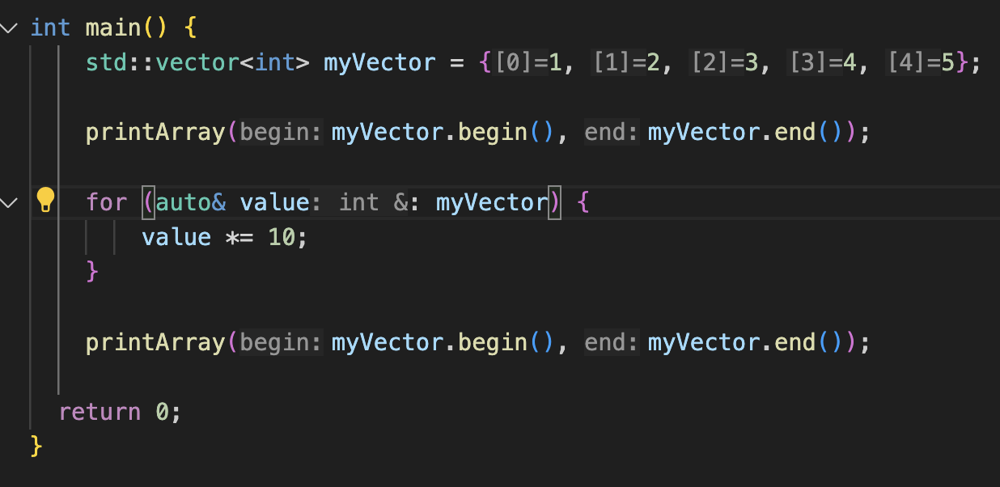 int main() {
std::vector<int> myVector = {[0]=1, [1]=2, [2]=3, [3]=4, [4]=5};
printArray(begin: myVector.begin(), end: myVector.end());
for (auto& value: int &: myVector) {
value *= 10;
}
printArray(begin: myVector.begin(), end: myVector.end());
return 0;
}